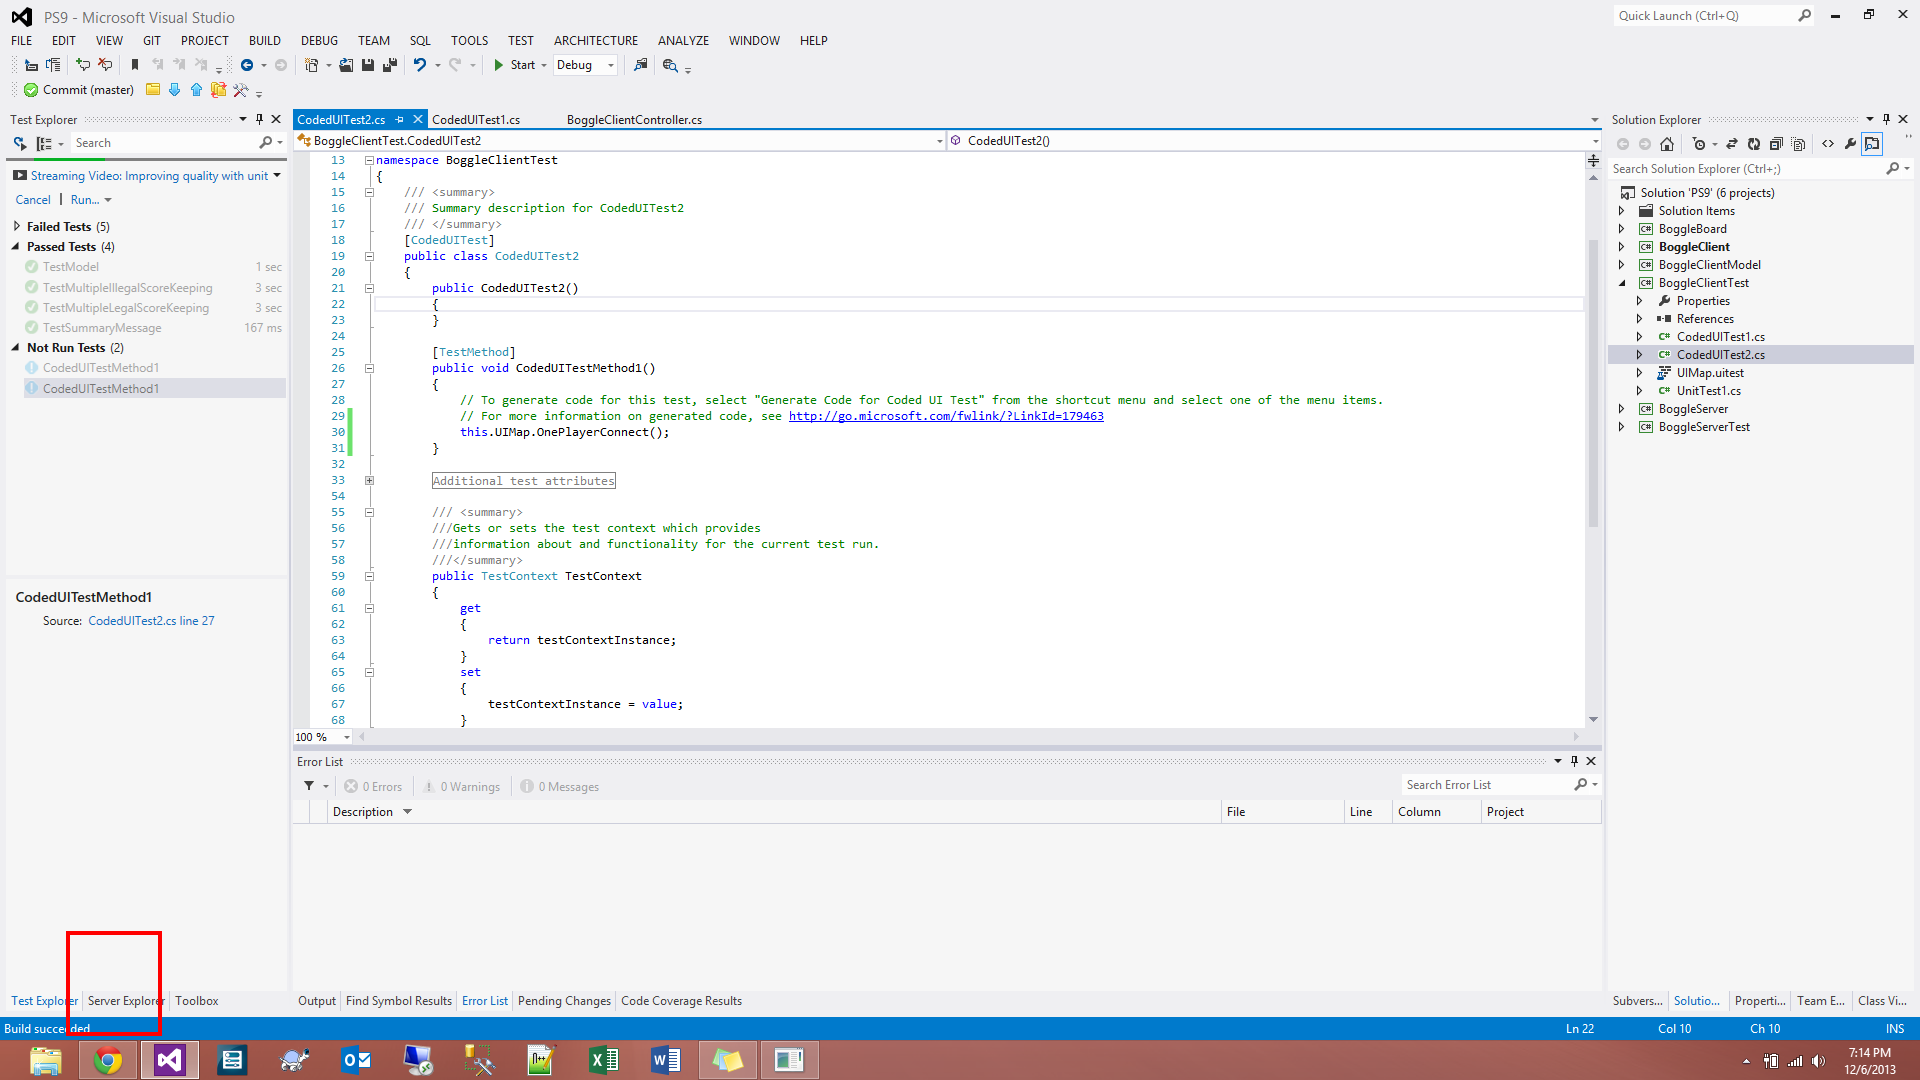 PS9 - Microsoft Visual Studio
Quick Launch (Ctrl+Q)
FILE EDIT VIEW GIT PROJECT BUILD DEBUG TEAM SQL TOOLS TEST ARCHITECTURE ANALYZE WINDOW HELP
Start Debug
Commit (master)
Test Explorer
Search
Streaming Video: Improving quality with unit
Cancel | Run...
Failed Tests (5)
Passed Tests (4)
TestModel 1 sec
TestMultipleIllegalScoreKeeping 3 sec
TestMultipleLegalScoreKeeping 3 sec
TestSummaryMessage 167 ms
Not Run Tests (2)
CodedUITestMethod1
CodedUITestMethod1
CodedUITestMethod1
Source: CodedUITest2.cs line 27
Test Explorer Server Explorer Toolbox
CodedUITest2.cs CodedUITest1.cs BoggleClientController.cs
BoggleClientTest.CodedUITest2 CodedUITest2()
13 namespace BoggleClientTest
14 {
15 /// <summary>
16 /// Summary description for CodedUITest2
17 /// </summary>
18 [CodedUITest]
19 public class CodedUITest2
20 {
21 public CodedUITest2()
22 {
23 }
24
25 [TestMethod]
26 public void CodedUITestMethod1()
27 {
28 // To generate code for this test, select "Generate Code for Coded UI Test" from the shortcut menu and select one of the menu items.
29 // For more information on generated code, see http://go.microsoft.com/fwlink/?LinkId=179463
30 this.UIMap.OnePlayerConnect();
31 }
32
33 Additional test attributes
54
55 /// <summary>
56 ///Gets or sets the test context which provides
57 ///information about and functionality for the current test run.
58 ///</summary>
59 public TestContext TestContext
60 {
61 get
62 {
63 return testContextInstance;
64 }
65 set
66 {
67 testContextInstance = value;
68 }
100 %
Error List
0 Errors 0 Warnings 0 Messages
Search Error List
Description File Line Column Project
Output Find Symbol Results Error List Pending Changes Code Coverage Results
Solution Explorer
Search Solution Explorer (Ctrl+;)
Solution 'PS9' (6 projects)
Solution Items
BoggleBoard
BoggleClient
BoggleClientModel
BoggleClientTest
Properties
References
CodedUITest1.cs
CodedUITest2.cs
UIMap.uitest
UnitTest1.cs
BoggleServer
BoggleServerTest
Subvers... Solutio... Properti... Team E... Class Vi...
Build succeeded
Ln 22 Col 10 Ch 10 INS
7:14 PM
12/6/2013